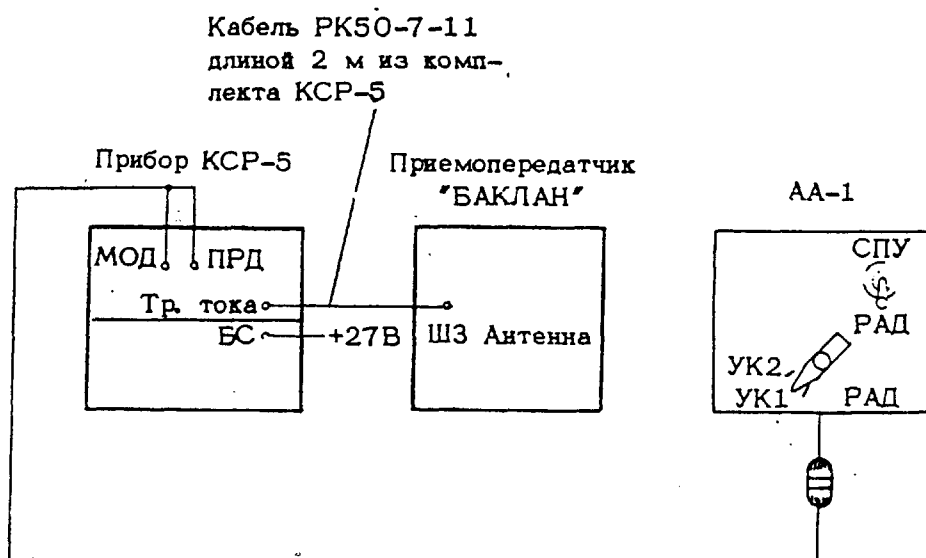 Кабель РК50-7-11
длиной 2 м из комп-
лекта КСР-5
Прибор КСР-5
Приемопередатчик
"БАКЛАН"
АА-1
МОД ПРД
Тр. тока
БС +27В
Ш3 Антенна
СПУ
РАД
УК2
УК1 РАД